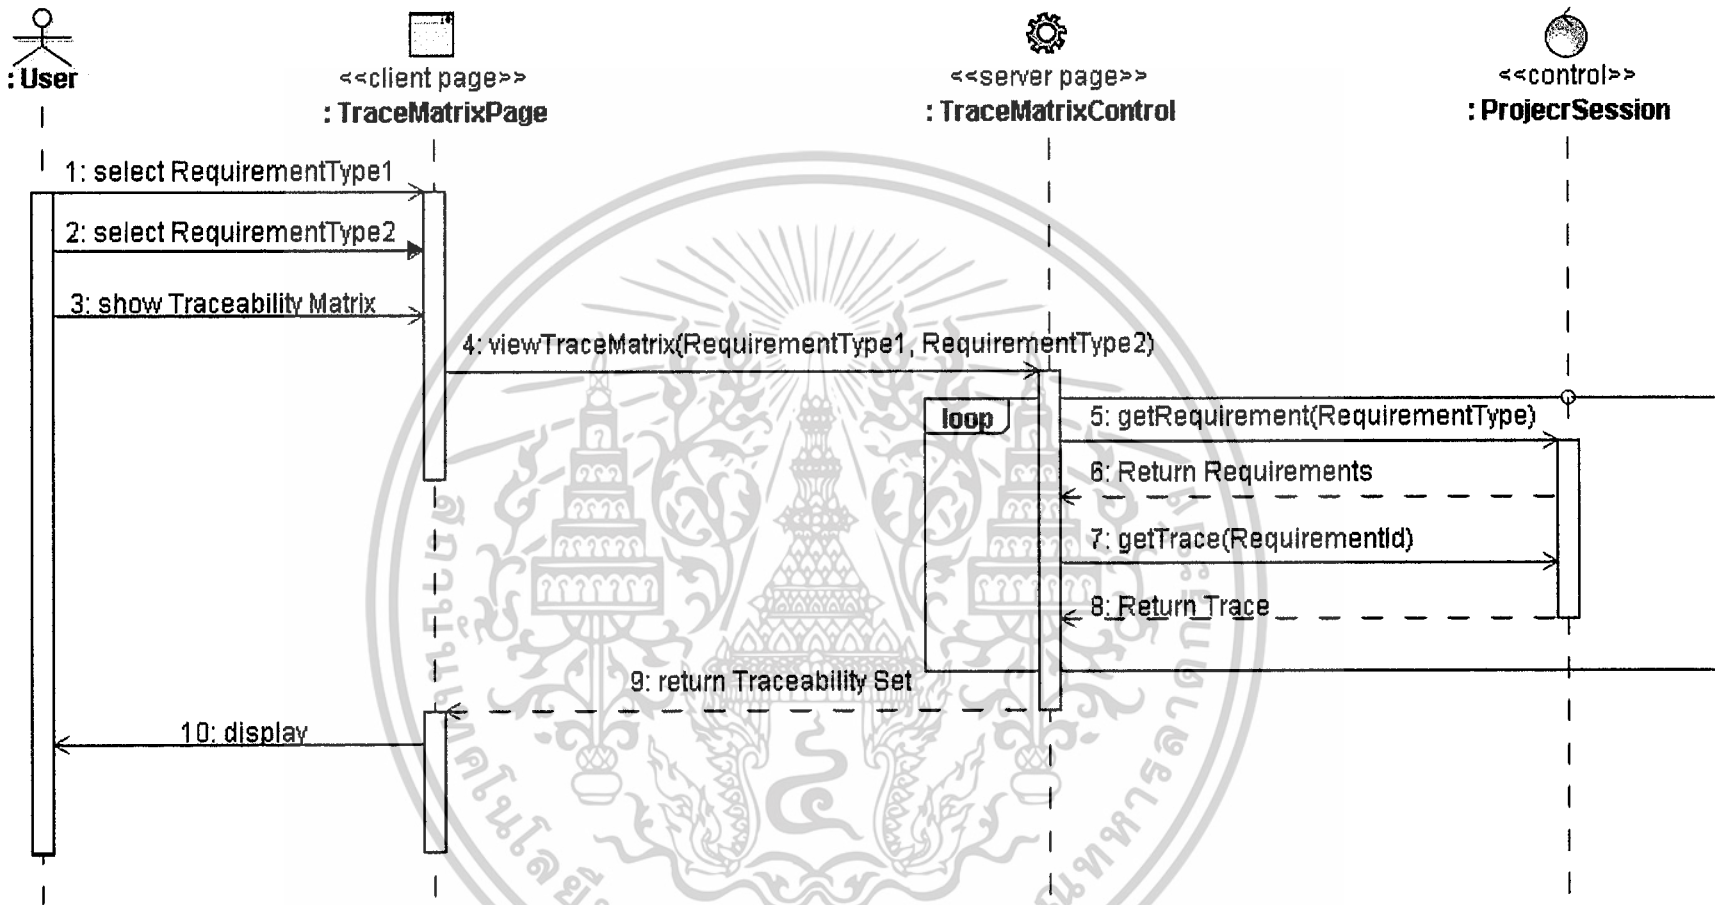 : User
<<client page>>
: TraceMatrixPage
<<server page>>
: TraceMatrixControl
<<control>>
: ProjecrSession
1: select RequirementType1
2: select RequirementType2
3: show Traceability Matrix
4: viewTraceMatrix(RequirementType1, RequirementType2)
loop
5: getRequirement(RequirementType)
6: Return Requirements
7: getTrace(RequirementId)
8: Return Trace
9: return Traceability Set
10: display